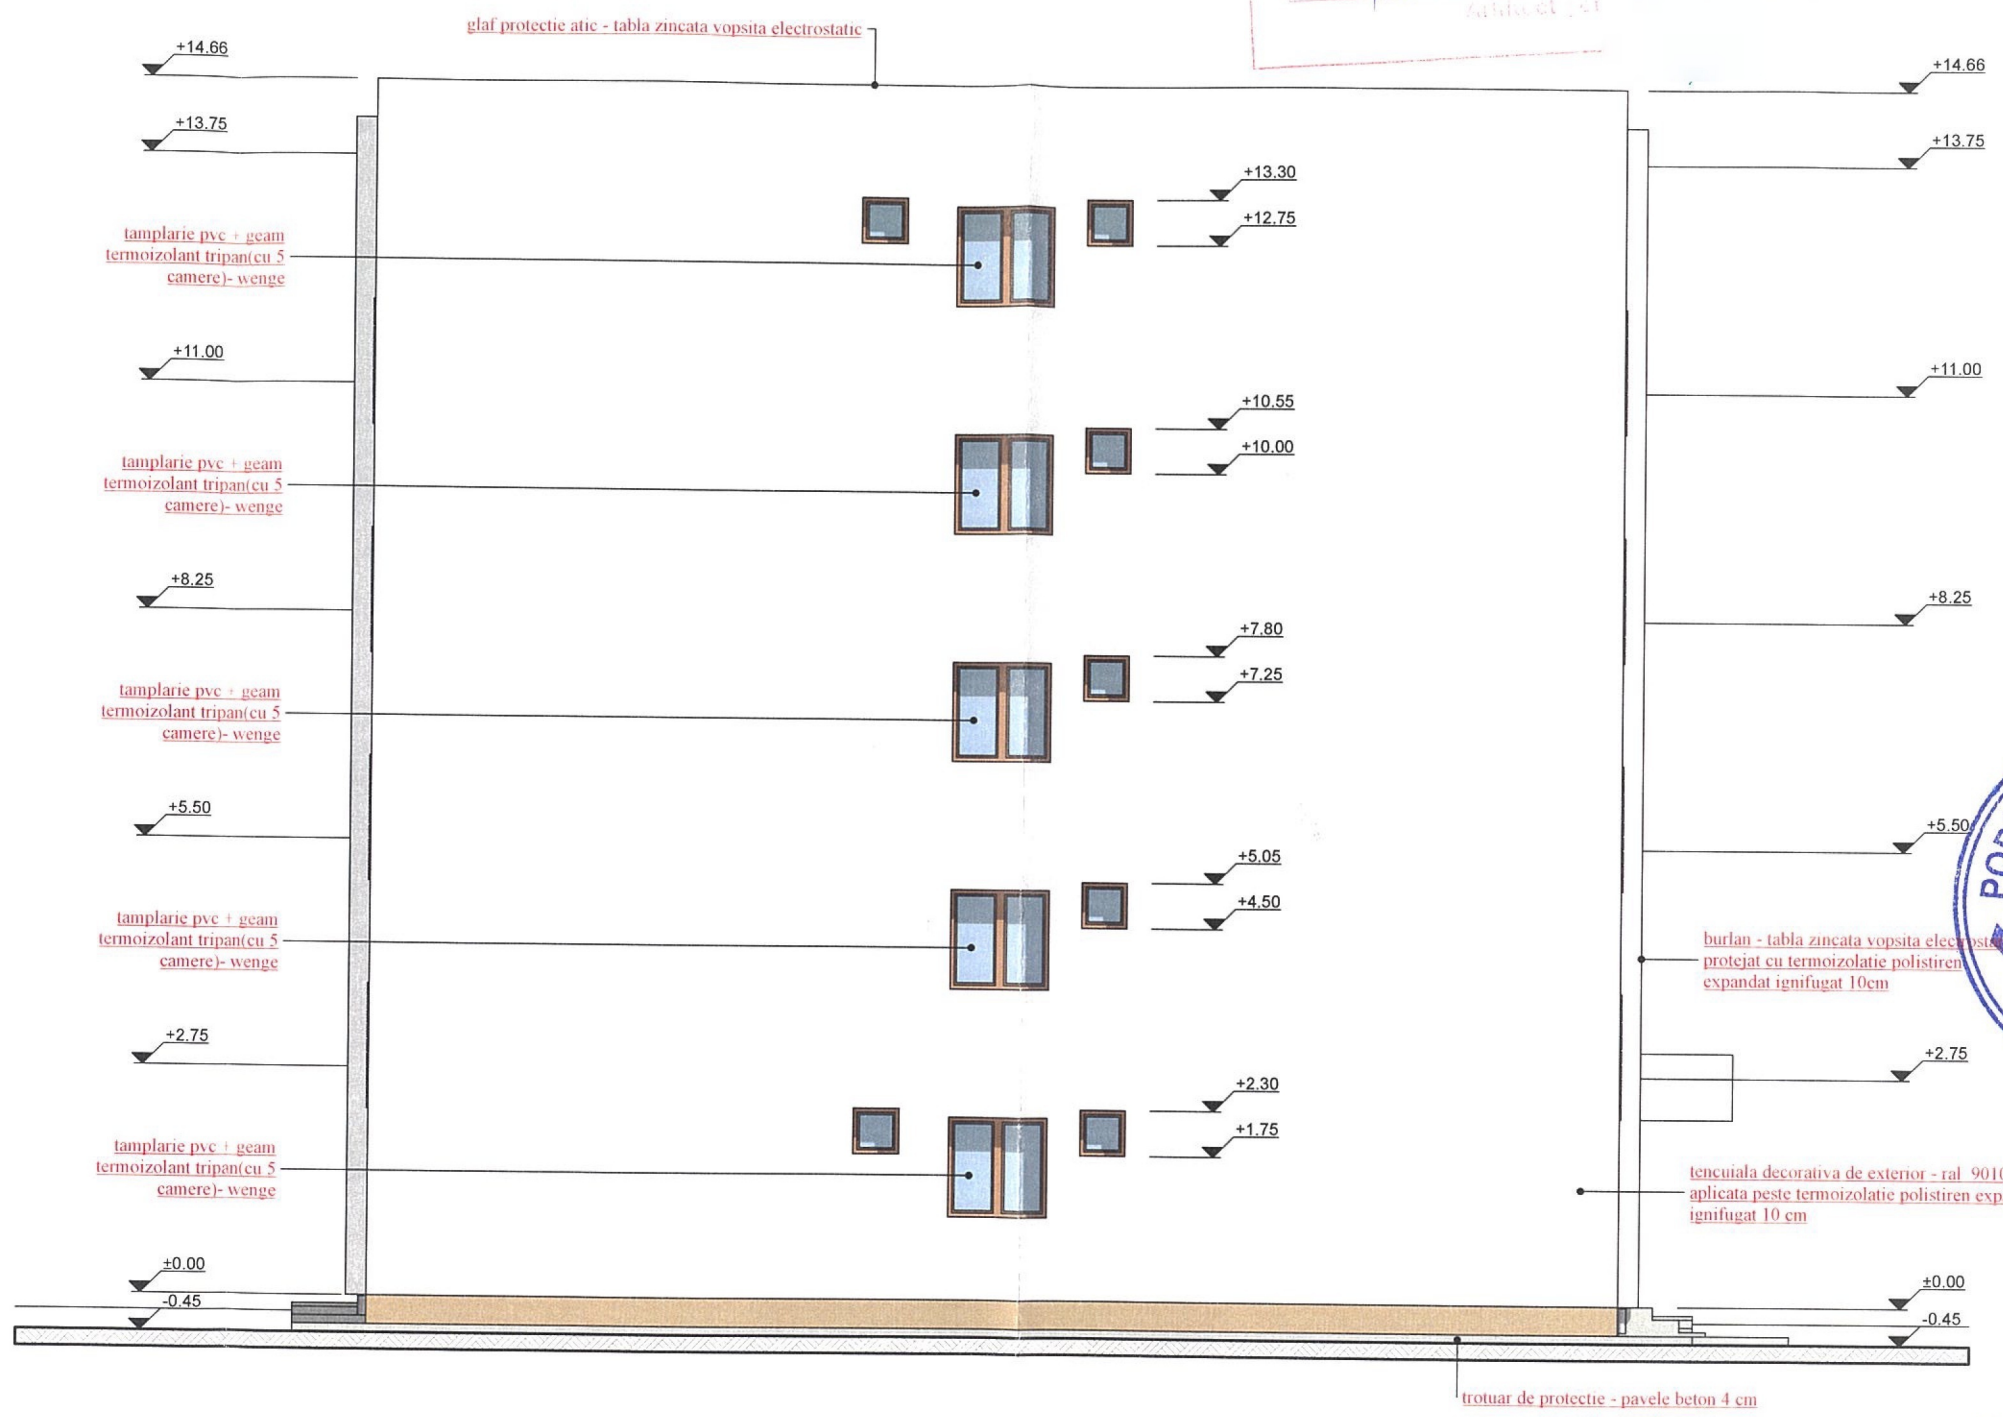 glaf protectie atic - tabla zincata vopsita electrostatic
+14.66
+14.66
+13.75
+13.75
+13.30
+12.75
tamplarie pvc + geam
termoizolant tripan(cu 5
camere)- wenge
+11.00
+11.00
+10.55
+10.00
tamplarie pvc + geam
termoizolant tripan(cu 5
camere)- wenge
+8.25
+8.25
+7.80
+7.25
tamplarie pvc + geam
termoizolant tripan(cu 5
camere)- wenge
+5.50
+5.50
+5.05
+4.50
tamplarie pvc + geam
termoizolant tripan(cu 5
camere)- wenge
burlan - tabla zincata vopsita
protejat cu termoizolatie polistiren
expandat ignifugat 10cm
+2.75
+2.75
+2.30
+1.75
tamplarie pvc + geam
termoizolant tripan(cu 5
camere)- wenge
tencuiala decorativa de exterior - ral 9010
aplicata peste termoizolatie polistiren exp
ignifugat 10 cm
±0.00
±0.00
-0.45
-0.45
trotuar de protectie - pavele beton 4 cm